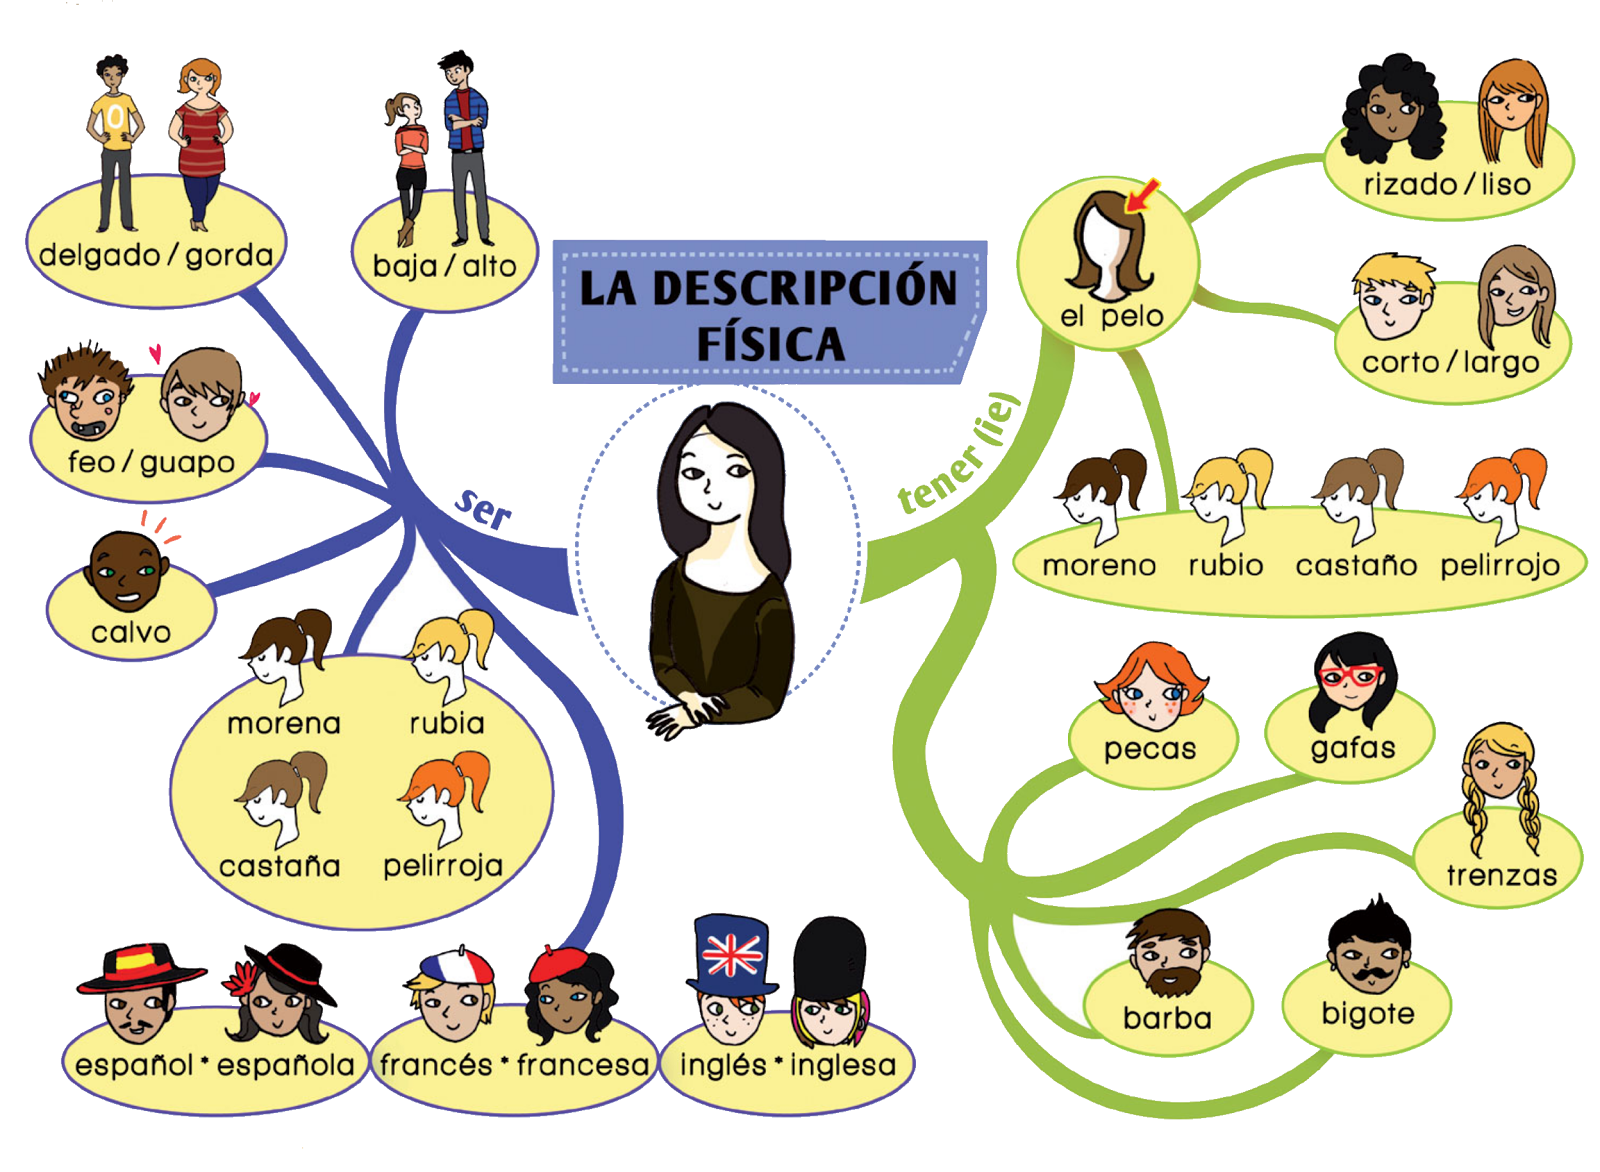 LA DESCRIPCIÓN
FÍSICA
ser
delgado / gorda
baja / alto
feo / guapo
calvo
morena rubia
castaña pelirroja
español * española
francés * francesa
inglés * inglesa
tener (ie)
el pelo
rizado / liso
corto / largo
moreno rubio castaño pelirrojo
pecas
gafas
trenzas
barba
bigote